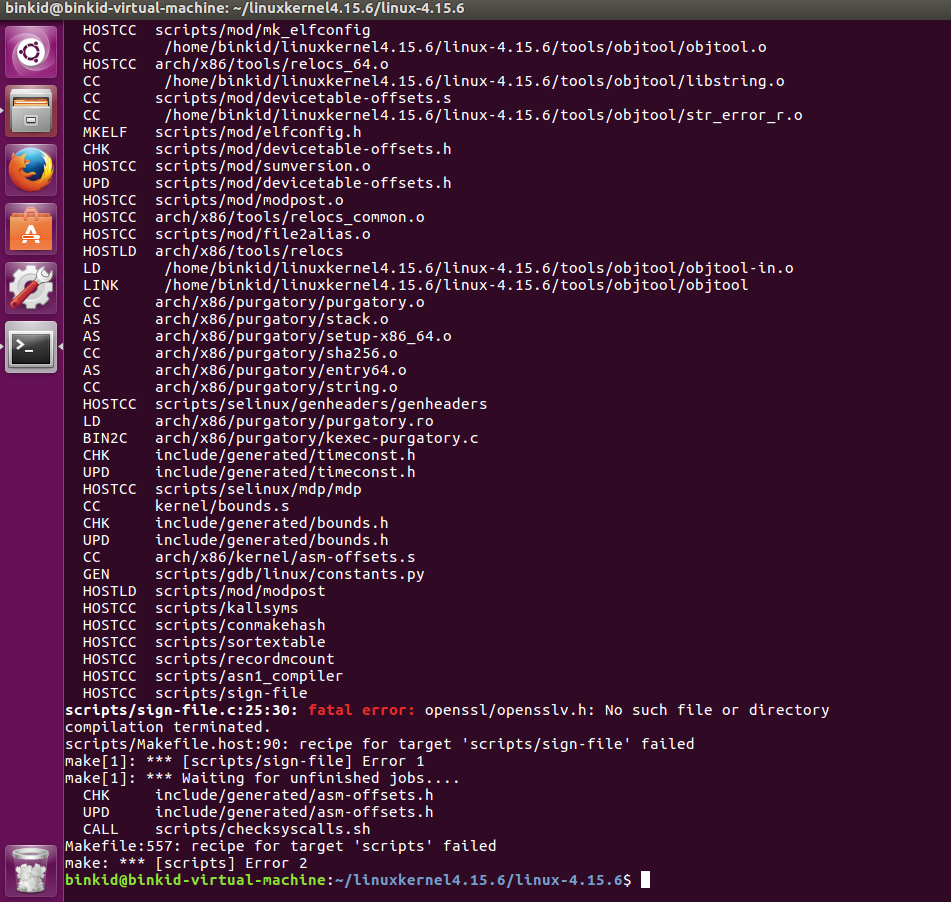 binkid@binkid-virtual-machine: ~/linuxkernel4.15.6/linux-4.15.6
HOSTCC scripts/mod/mk_elfconfig
CC /home/binkid/linuxkernel4.15.6/linux-4.15.6/tools/objtool/objtool.o
HOSTCC arch/x86/tools/relocs_64.o
CC /home/binkid/linuxkernel4.15.6/linux-4.15.6/tools/objtool/libstring.o
CC scripts/mod/devicetable-offsets.s
CC /home/binkid/linuxkernel4.15.6/linux-4.15.6/tools/objtool/str_error_r.o
MKELF scripts/mod/elfconfig.h
CHK scripts/mod/devicetable-offsets.h
HOSTCC scripts/mod/sumversion.o
UPD scripts/mod/devicetable-offsets.h
HOSTCC scripts/mod/modpost.o
HOSTCC arch/x86/tools/relocs_common.o
HOSTCC scripts/mod/file2alias.o
HOSTLD arch/x86/tools/relocs
LD /home/binkid/linuxkernel4.15.6/linux-4.15.6/tools/objtool/objtool-in.o
LINK /home/binkid/linuxkernel4.15.6/linux-4.15.6/tools/objtool/objtool
CC arch/x86/purgatory/purgatory.o
AS arch/x86/purgatory/stack.o
AS arch/x86/purgatory/setup-x86_64.o
CC arch/x86/purgatory/sha256.o
AS arch/x86/purgatory/entry64.o
CC arch/x86/purgatory/string.o
HOSTCC scripts/selinux/genheaders/genheaders
LD arch/x86/purgatory/purgatory.ro
BIN2C arch/x86/purgatory/kexec-purgatory.c
CHK include/generated/timeconst.h
UPD include/generated/timeconst.h
HOSTCC scripts/selinux/mdp/mdp
CC kernel/bounds.s
CHK include/generated/bounds.h
UPD include/generated/bounds.h
CC arch/x86/kernel/asm-offsets.s
GEN scripts/gdb/linux/constants.py
HOSTLD scripts/mod/modpost
HOSTCC scripts/kallsyms
HOSTCC scripts/conmakehash
HOSTCC scripts/sortextable
HOSTCC scripts/recordmcount
HOSTCC scripts/asn1_compiler
HOSTCC scripts/sign-file
scripts/sign-file.c:25:30: fatal error: openssl/opensslv.h: No such file or directory
compilation terminated.
scripts/Makefile.host:90: recipe for target 'scripts/sign-file' failed
make[1]: *** [scripts/sign-file] Error 1
make[1]: *** Waiting for unfinished jobs....
CHK include/generated/asm-offsets.h
UPD include/generated/asm-offsets.h
CALL scripts/checksyscalls.sh
Makefile:557: recipe for target 'scripts' failed
make: *** [scripts] Error 2
binkid@binkid-virtual-machine:~/linuxkernel4.15.6/linux-4.15.6$